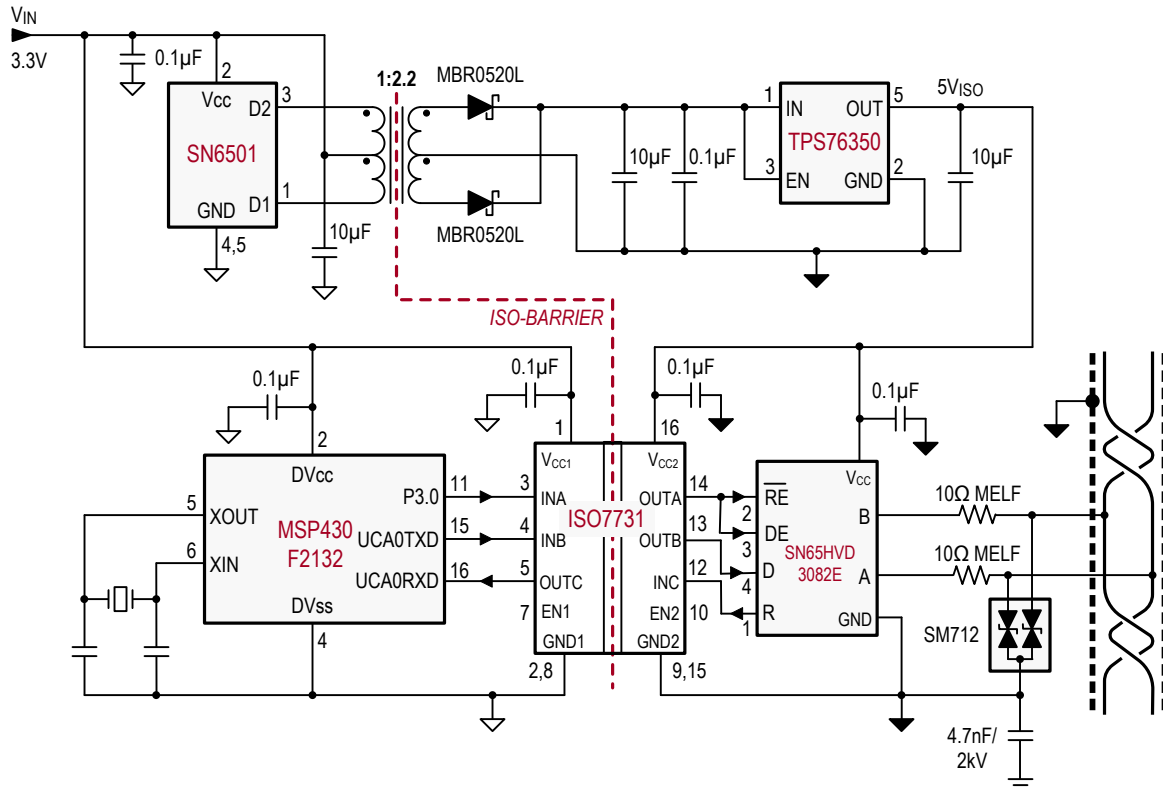 VIN
3.3V
0.1µF
2
Vcc
D2
3
SN6501
D1
1
GND
4,5
10µF
1:2.2
MBR0520L
MBR0520L
10µF
0.1µF
1
IN
OUT
5
TPS76350
3
EN
GND
2
5VISO
10µF
ISO-BARRIER
0.1µF
2
DVcc
5
XOUT
6
XIN
MSP430
F2132
P3.0
11
UCA0TXD
15
UCA0RXD
16
DVss
4
0.1µF
1
VCC1
3
INA
4
INB
5
OUTC
7
EN1
GND1
2,8
ISO7731
0.1µF
16
VCC2
OUTA
14
OUTB
13
INC
12
EN2
10
GND2
9,15
0.1µF
VCC
RE
2
DE
3
D
4
R
1
SN65HVD
3082E
B
A
GND
10Ω MELF
10Ω MELF
SM712
4.7nF/
2kV